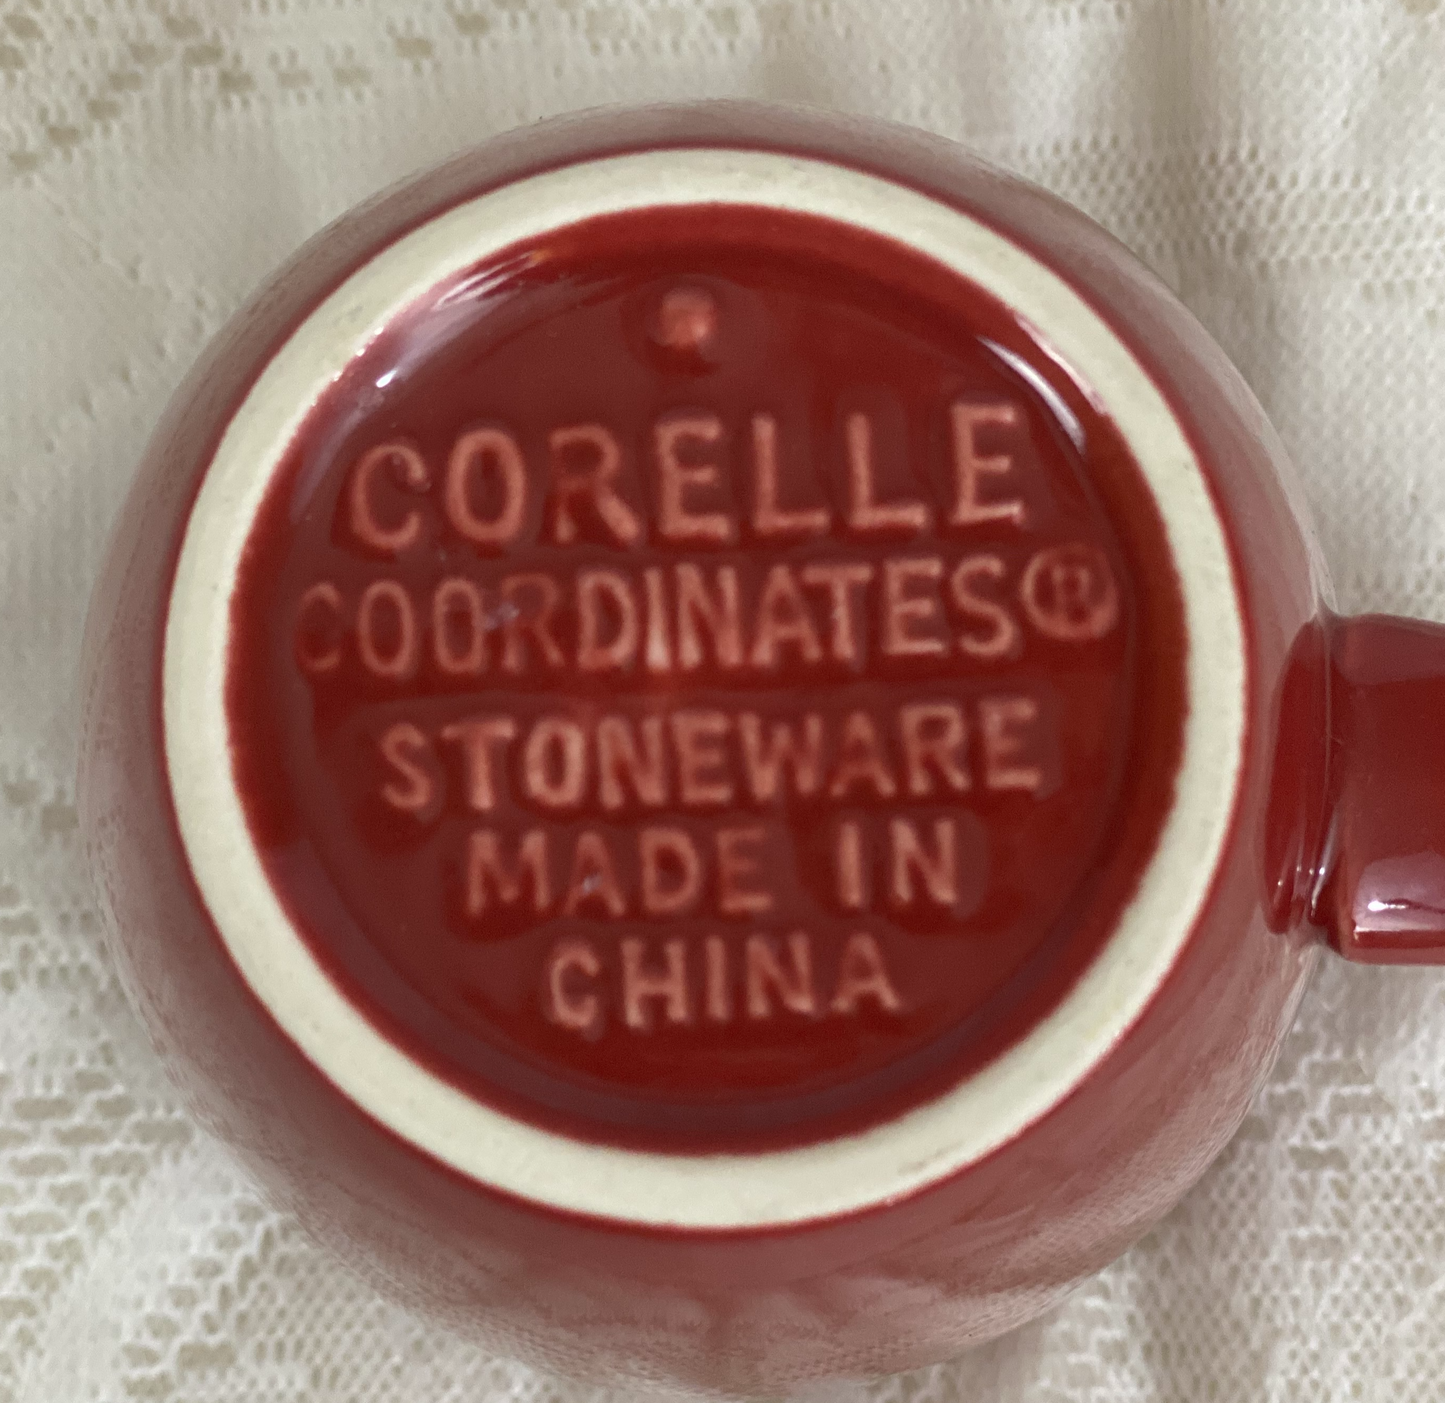 CORELLE
COORDINATES®
STONEWARE
MADE IN
CHINA